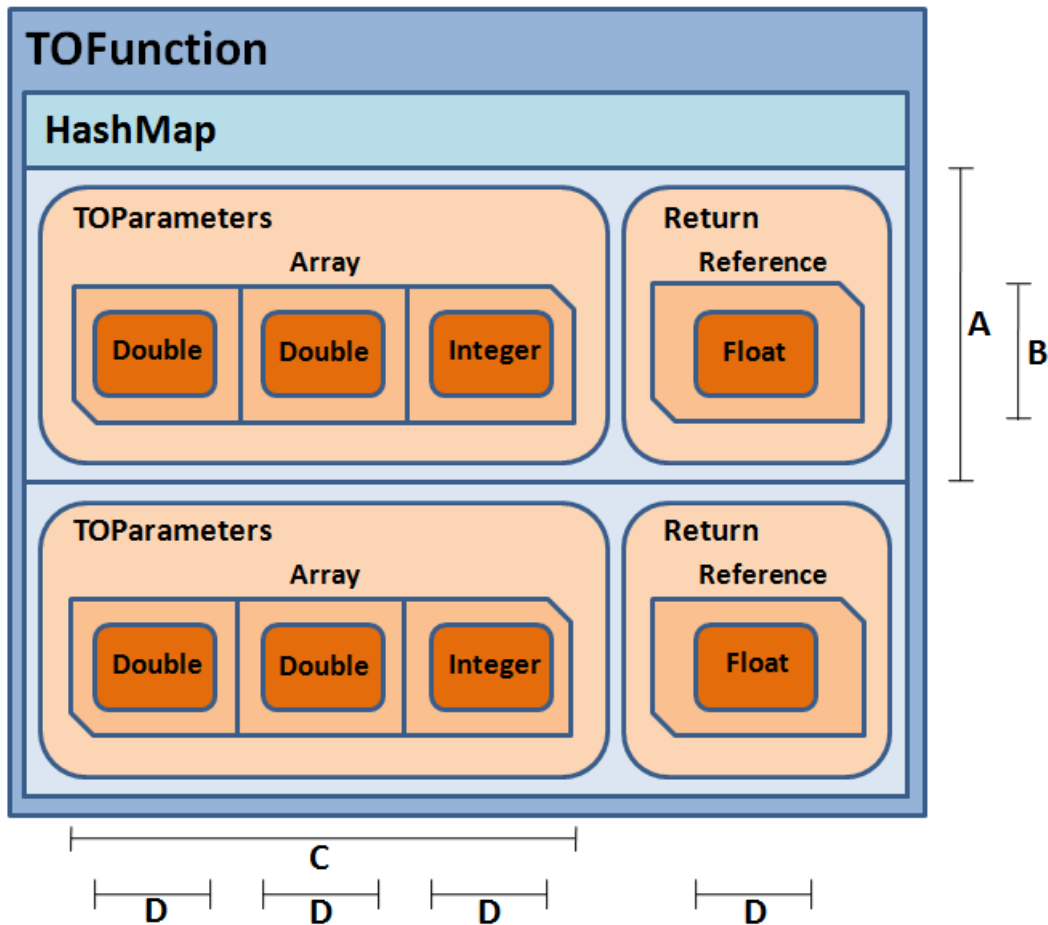 TOFunction
HashMap
TOParameters
Return
Array
Reference
Double
Double
Integer
Float
A
B
TOParameters
Return
Array
Reference
Double
Double
Integer
Float
C
D
D
D
D